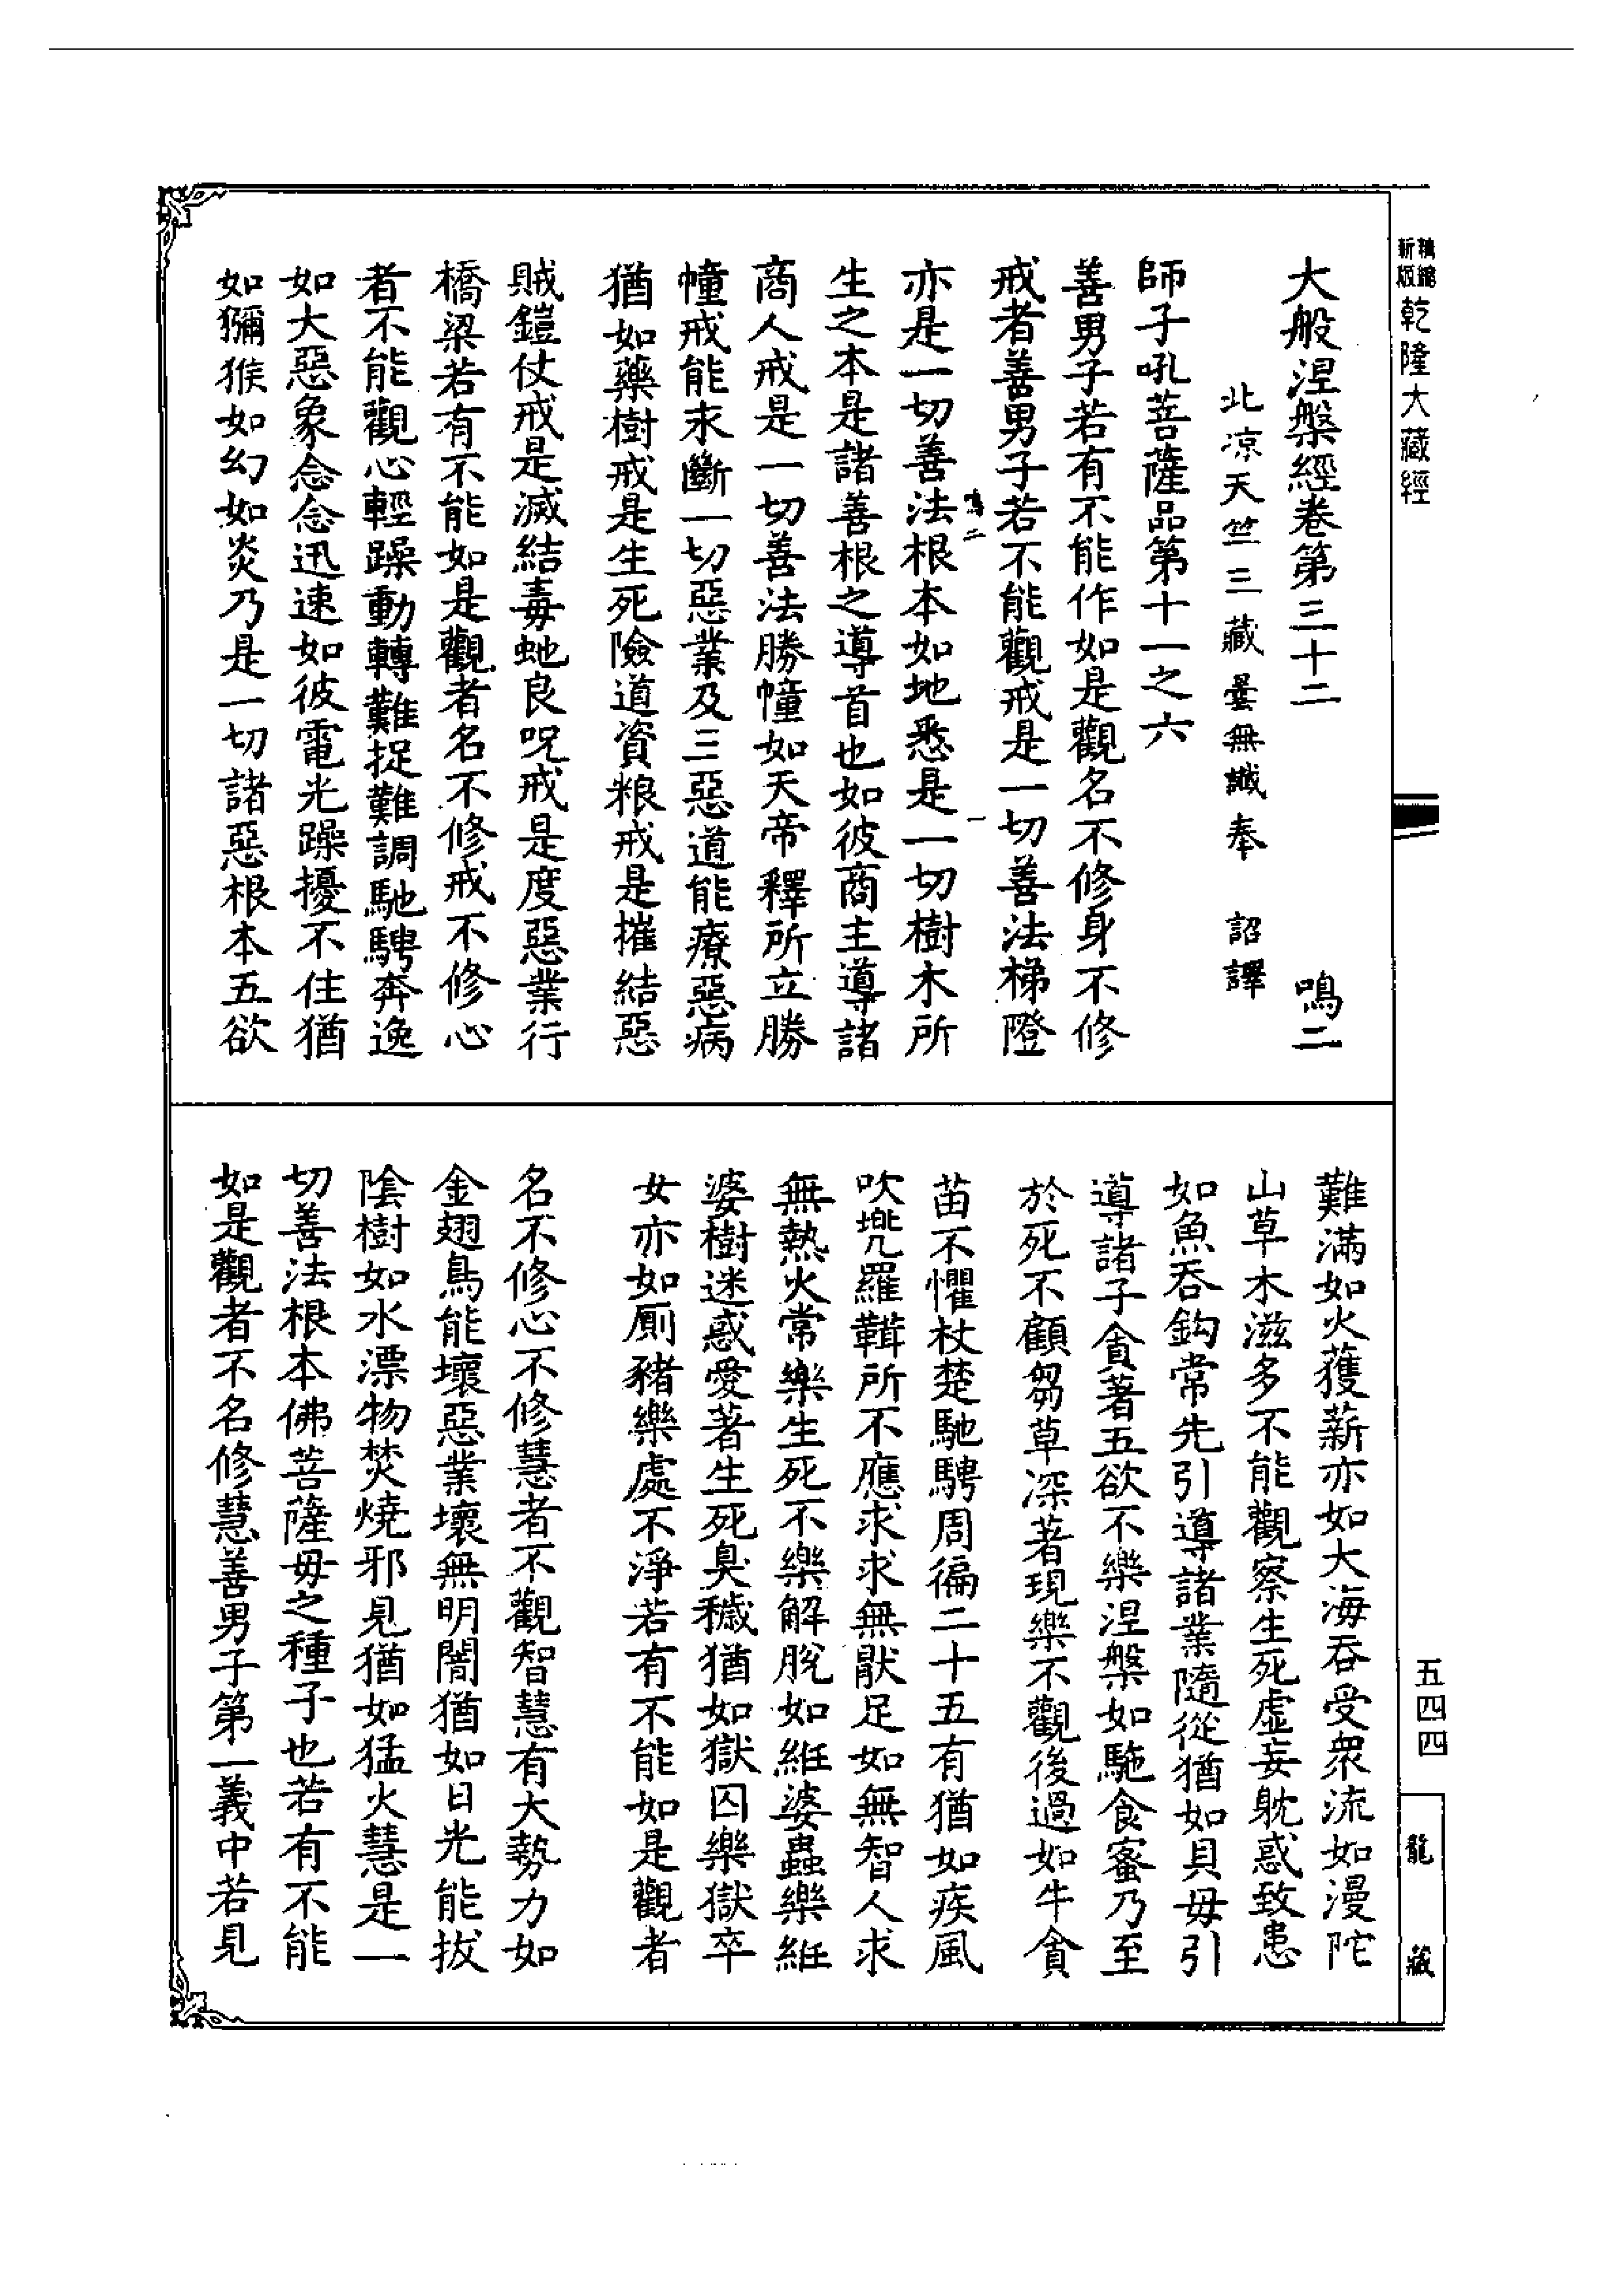 新版
精縮
乾隆大藏經
大般涅槃經卷第三十二　鳴二
北凉天竺三藏曇無讖奉　詔譯
師子吼菩薩品第十一之六
善男子若有不能作如是觀名不修身不修
戒者善男子若不能觀戒是一切善法梯隥
鳴二　一
亦是一切善法根本如地悉是一切樹木所
生之本是諸善根之導首也如彼商主導諸
商人戒是一切善法勝幢如天帝釋所立勝
幢戒能求斷一切惡業及三惡道能療惡病
猶如藥樹戒是生死險道資粮戒是摧結惡
賊鎧仗戒是滅結毒虵良呪戒是度惡業行
橋梁若有不能如是觀者名不修戒不修心
者不能觀心輕躁動轉難捉難調馳騁奔逸
如大惡象念念迅速如彼電光躁擾不住猶
如獼猴如幻如炎乃是一切諸惡根本五欲
難滿如火獲薪亦如大海吞受衆流如漫陀
山草木滋多不能觀察生死虛妄躭惑致患
如魚吞鈎常先引導諸業隨從猶如貝母引
導諸子貪著五欲不樂涅槃如駞食蜜乃至
於死不顧芻草深著現樂不觀後過如牛貪
苗不懼杖楚馳騁周徧二十五有猶如疾風
吹兠羅鞊所不應求求無猒足如無智人求
無熱火常樂生死不樂解脫如絍婆蟲樂絍
婆樹迷惑愛著生死臭穢猶如獄囚樂獄卒
女亦如厠豬樂處不淨若有不能如是觀者
名不修心不修慧者不觀智慧有大勢力如
金翅鳥能壞惡業壞無明闇猶如日光能拔
陰樹如水漂物焚燒邪見猶如猛火慧是一
切善法根本佛菩薩母之種子也若有不能
如是觀者不名修慧善男子第一義中若見
五四四
龍藏